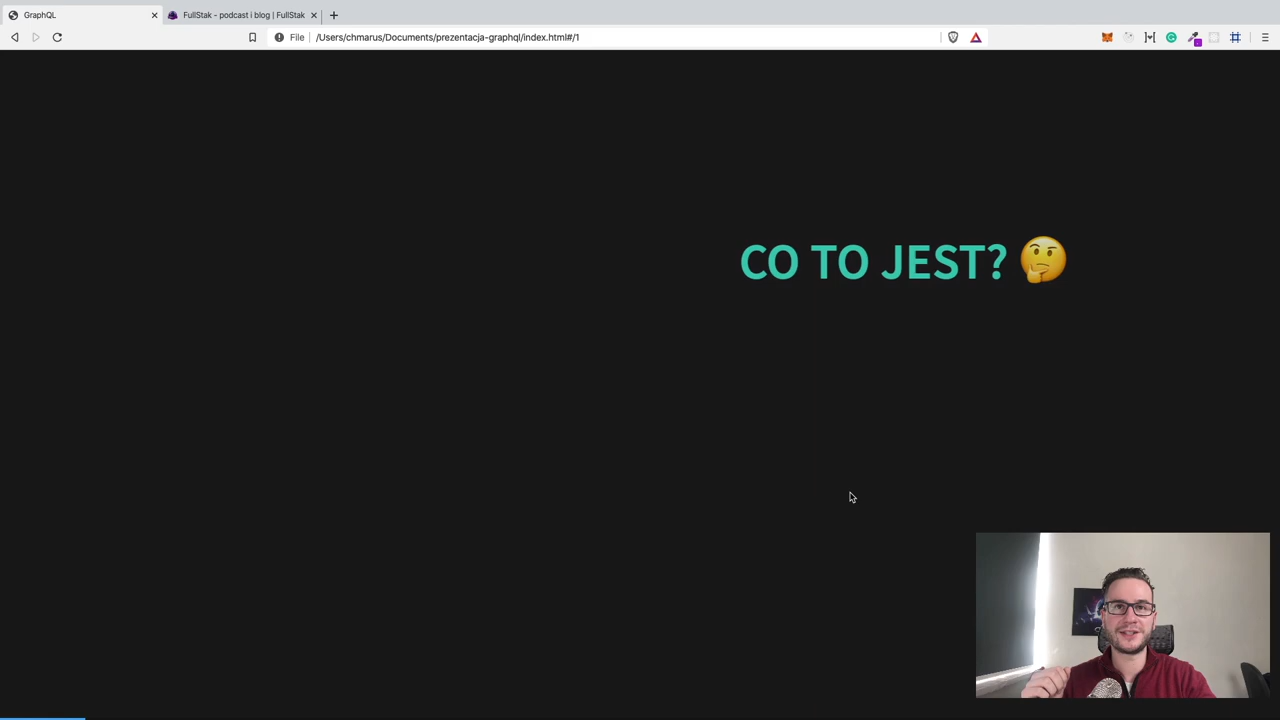 GraphQL
FullStak - podcast i blog | FullStak
File
/Users/chmarus/Documents/prezentacja-graphql/index.html#/1
CO TO JEST? 🤔